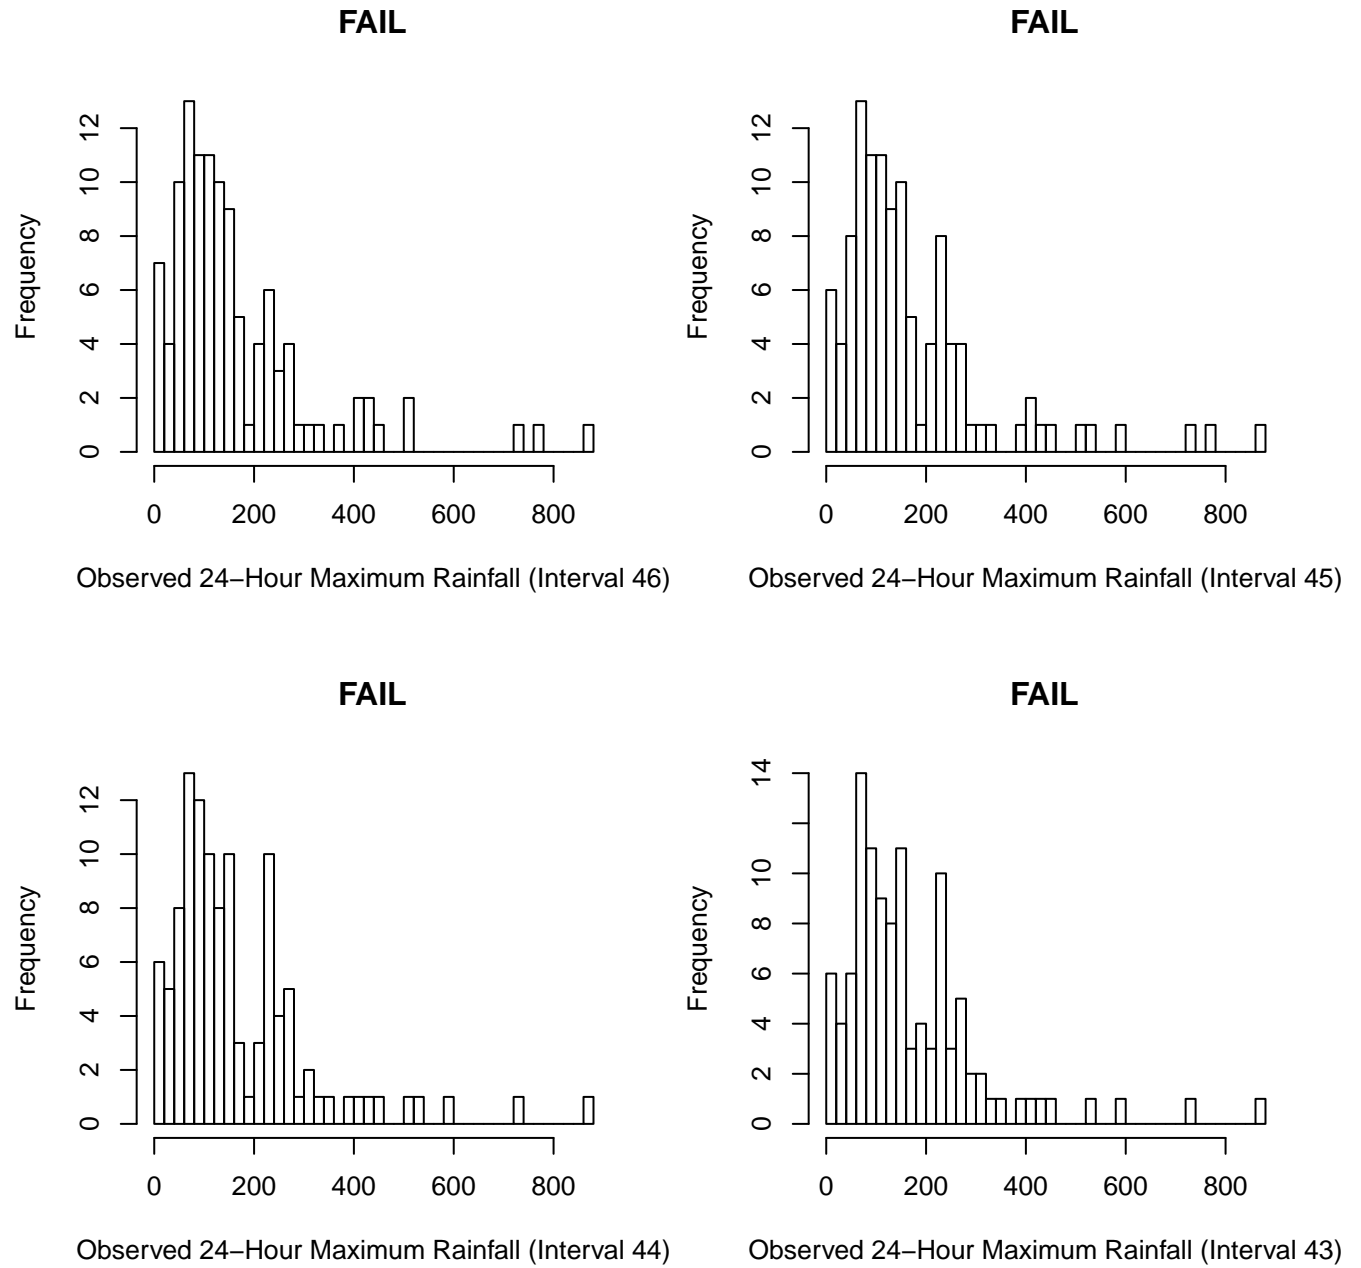 FAIL
Frequency
0 2 4 6 8 10 12
0 200 400 600 800
Observed 24−Hour Maximum Rainfall (Interval 46)
FAIL
Frequency
0 2 4 6 8 10 12
0 200 400 600 800
Observed 24−Hour Maximum Rainfall (Interval 45)
FAIL
Frequency
0 2 4 6 8 10 12
0 200 400 600 800
Observed 24−Hour Maximum Rainfall (Interval 44)
FAIL
Frequency
0 2 4 6 8 10 14
0 200 400 600 800
Observed 24−Hour Maximum Rainfall (Interval 43)